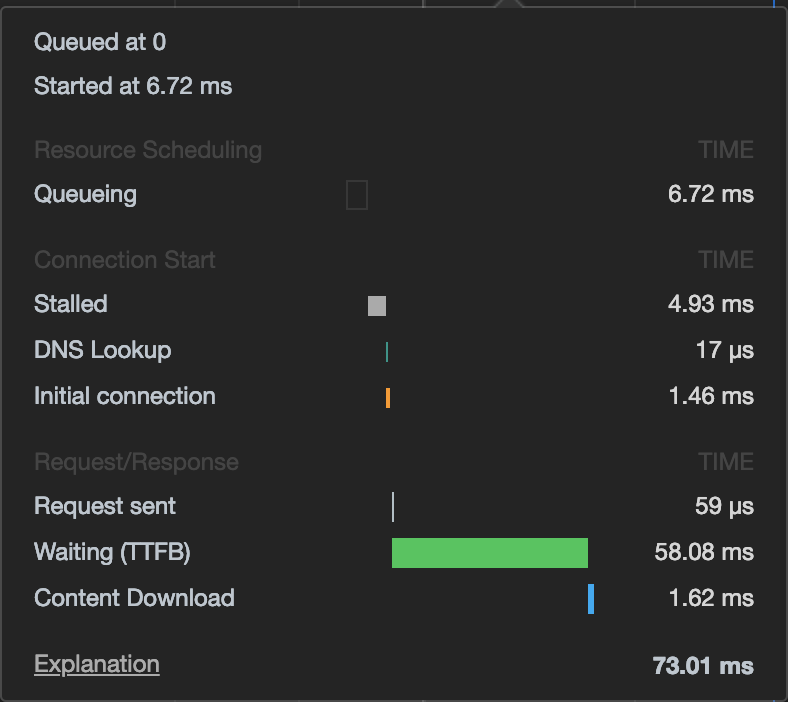 Queued at 0
Started at 6.72 ms
Resource Scheduling TIME
Queueing 6.72 ms
Connection Start TIME
Stalled 4.93 ms
DNS Lookup 17 µs
Initial connection 1.46 ms
Request/Response TIME
Request sent 59 µs
Waiting (TTFB) 58.08 ms
Content Download 1.62 ms
Explanation 73.01 ms